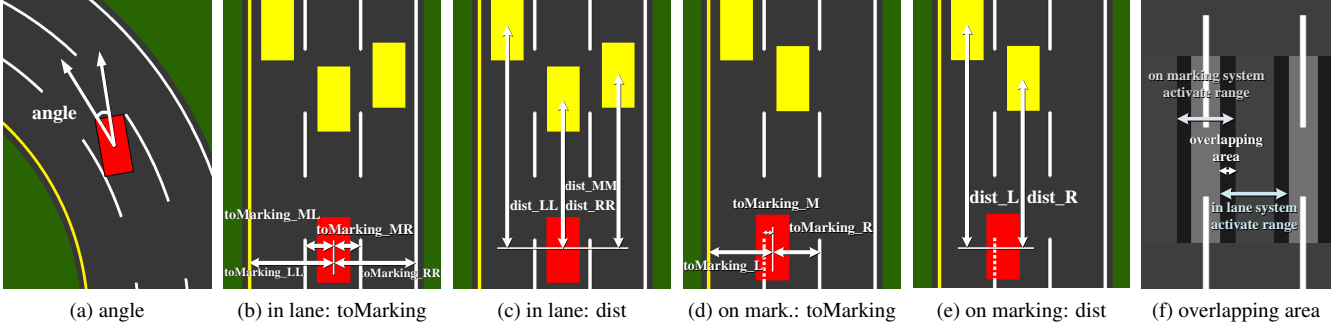 angle
(a) angle
toMarking_ML
toMarking_MR
toMarking_LL
toMarking_RR
(b) in lane: toMarking
dist_MM
dist_LL
dist_RR
(c) in lane: dist
toMarking_M
toMarking_R
toMarking_L
(d) on mark.: toMarking
dist_L
dist_R
(e) on marking: dist
on marking system
activate range
overlapping
area
in lane system
activate range
(f) overlapping area